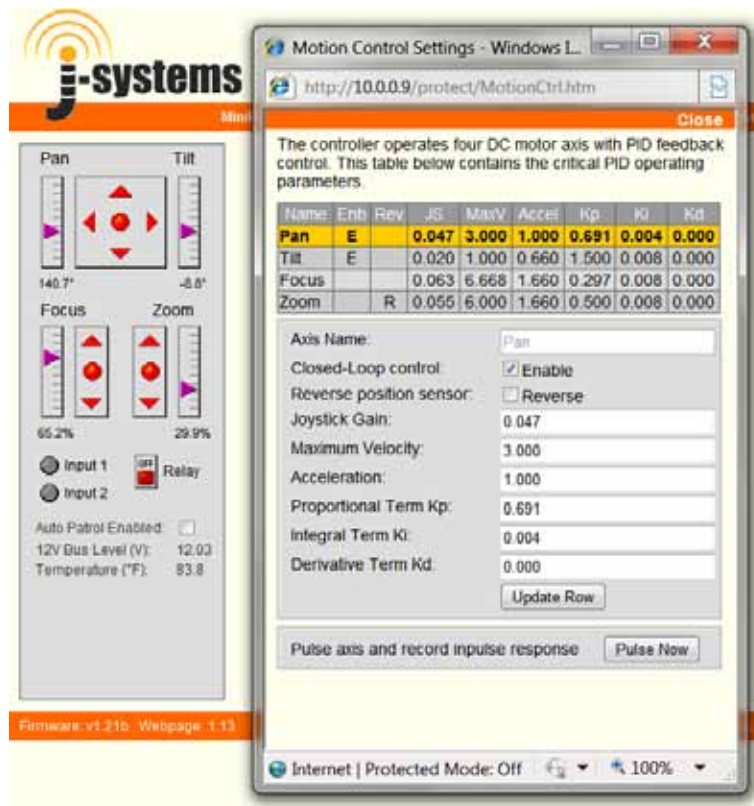 j-systems
Mini
Pan Tilt
140.7° -6.8°
Focus Zoom
65.2% 29.9%
Input 1
OFF
Relay
Input 2
Auto Patrol Enabled:
12V Bus Level (V): 12.03
Temperature (°F): 83.8
Firmware: v1.21b Webpage: 1.13
Motion Control Settings - Windows I...
http://10.0.0.9/protect/MotionCtrl.htm
Close
The controller operates four DC motor axis with PID feedback
control. This table below contains the critical PID operating
parameters.
Name Enb Rev JS MaxV Accel Kp Ki Kd
Pan E 0.047 3.000 1.000 0.691 0.004 0.000
Tilt E 0.020 1.000 0.660 1.500 0.008 0.000
Focus 0.063 6.668 1.660 0.297 0.008 0.000
Zoom R 0.055 6.000 1.660 0.500 0.008 0.000
Axis Name: Pan
Closed-Loop control: Enable
Reverse position sensor: Reverse
Joystick Gain: 0.047
Maximum Velocity: 3.000
Acceleration: 1.000
Proportional Term Kp: 0.691
Integral Term Ki: 0.004
Derivative Term Kd: 0.000
Update Row
Pulse axis and record inpulse response Pulse Now
Internet | Protected Mode: Off 100%